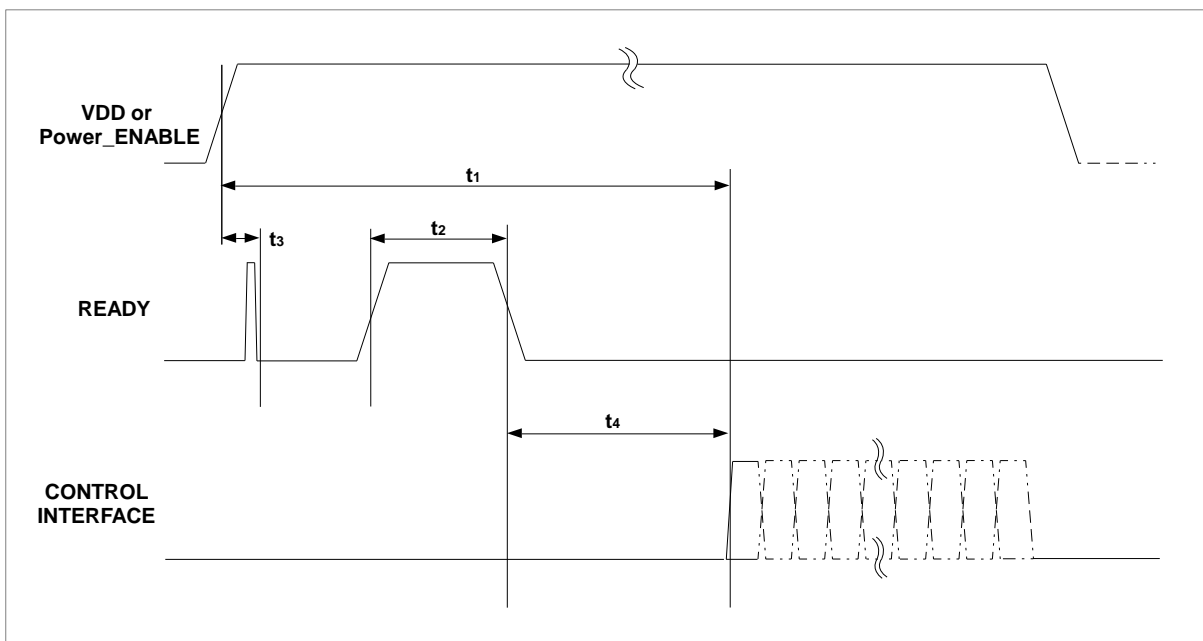 VDD or
Power_ENABLE
t1
t3
t2
READY
t4
CONTROL
INTERFACE